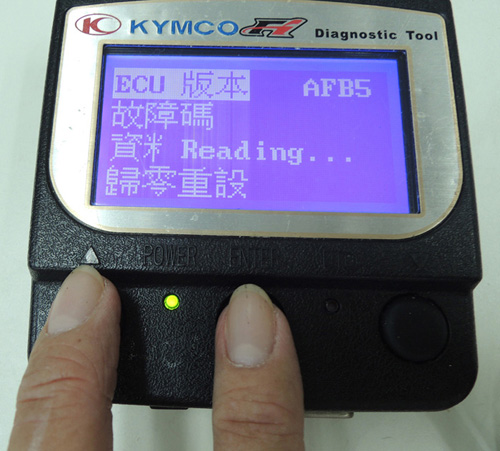 KYMCO Fi Diagnostic Tool
ECU 版本 AFB5
故障碼
資料 Reading...
歸零重設
POWER ENTER